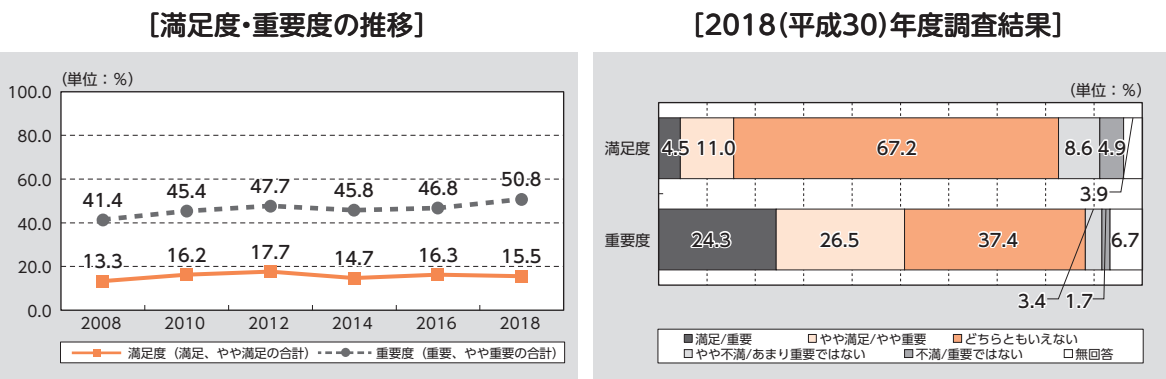 [満足度・重要度の推移]
(単位：%)
100.0
80.0
60.0
40.0
20.0
0.0
41.4 45.4 47.7 45.8 46.8 50.8
13.3 16.2 17.7 14.7 16.3 15.5
2008 2010 2012 2014 2016 2018
満足度（満足、やや満足の合計） 重要度（重要、やや重要の合計）
[2018(平成30)年度調査結果]
(単位：%)
満足度 4.5 11.0 67.2 8.6 4.9
3.9
重要度 24.3 26.5 37.4 6.7
3.4 1.7
満足/重要 やや満足/やや重要 どちらともいえない
やや不満/あまり重要ではない 不満/重要ではない 無回答